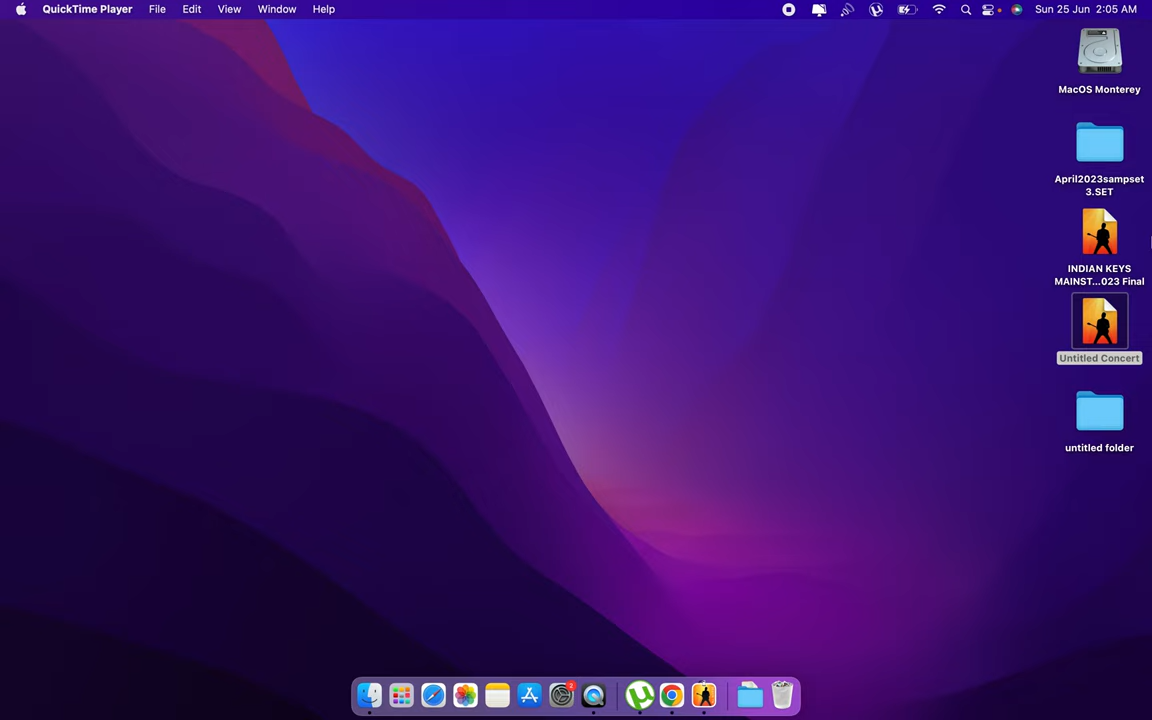 QuickTime Player File Edit View Window Help Sun 25 Jun 2:05 AM
MacOS Monterey
April2023sampset
3.SET
INDIAN KEYS
MAINST...023 Final
Untitled Concert
untitled folder
2